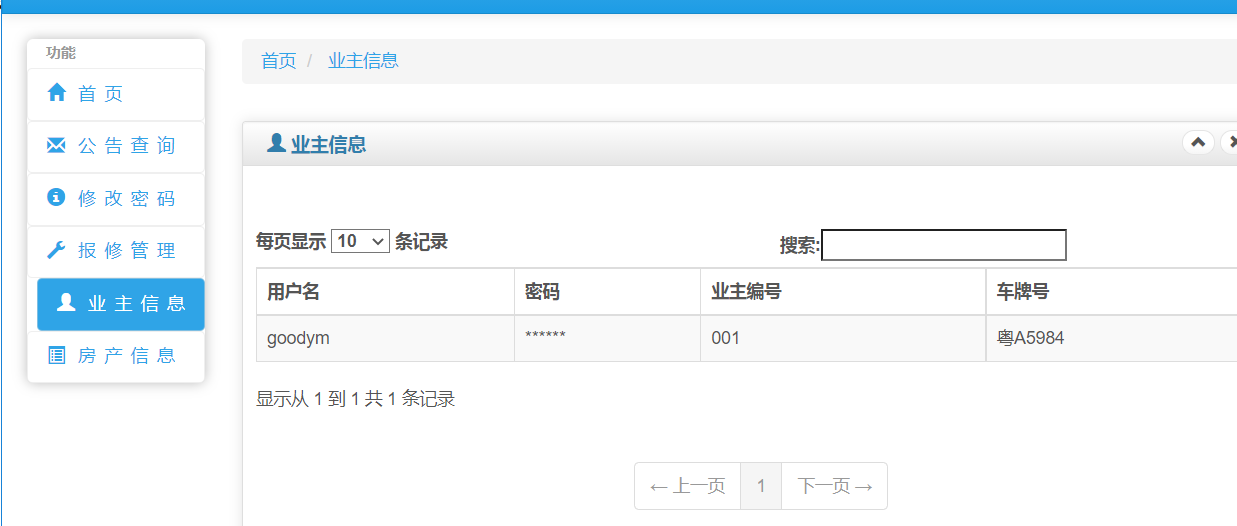 功能
首页
公告查询
修改密码
报修管理
业主信息
房产信息
首页 / 业主信息
业主信息
每页显示 10 条记录
搜索:
用户名 密码 业主编号 车牌号
goodym ****** 001 粤A5984
显示从 1 到 1 共 1 条记录
← 上一页 1 下一页 →